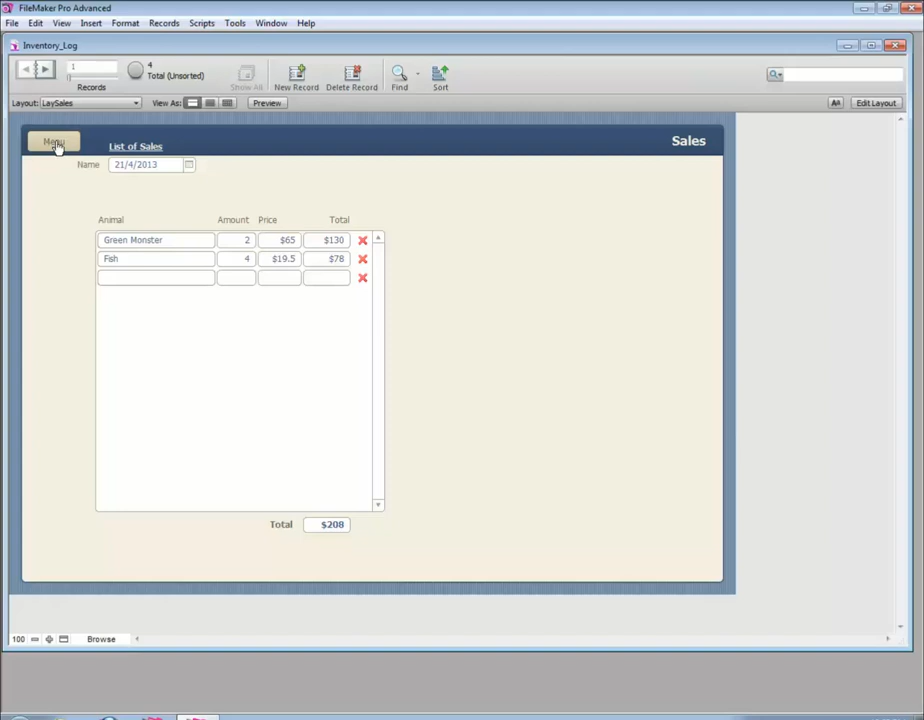 FileMaker Pro Advanced
File Edit View Insert Format Records Scripts Tools Window Help
Inventory_Log
1
4
Total (Unsorted)
Records
Show All
New Record
Delete Record
Find
Sort
Layout: LaySales
View As:
Preview
Aa
Edit Layout
Menu
List of Sales
Sales
Name 21/4/2013
Animal Amount Price Total
Green Monster 2 $65 $130
Fish 4 $19.5 $78
Total $208
100
Browse